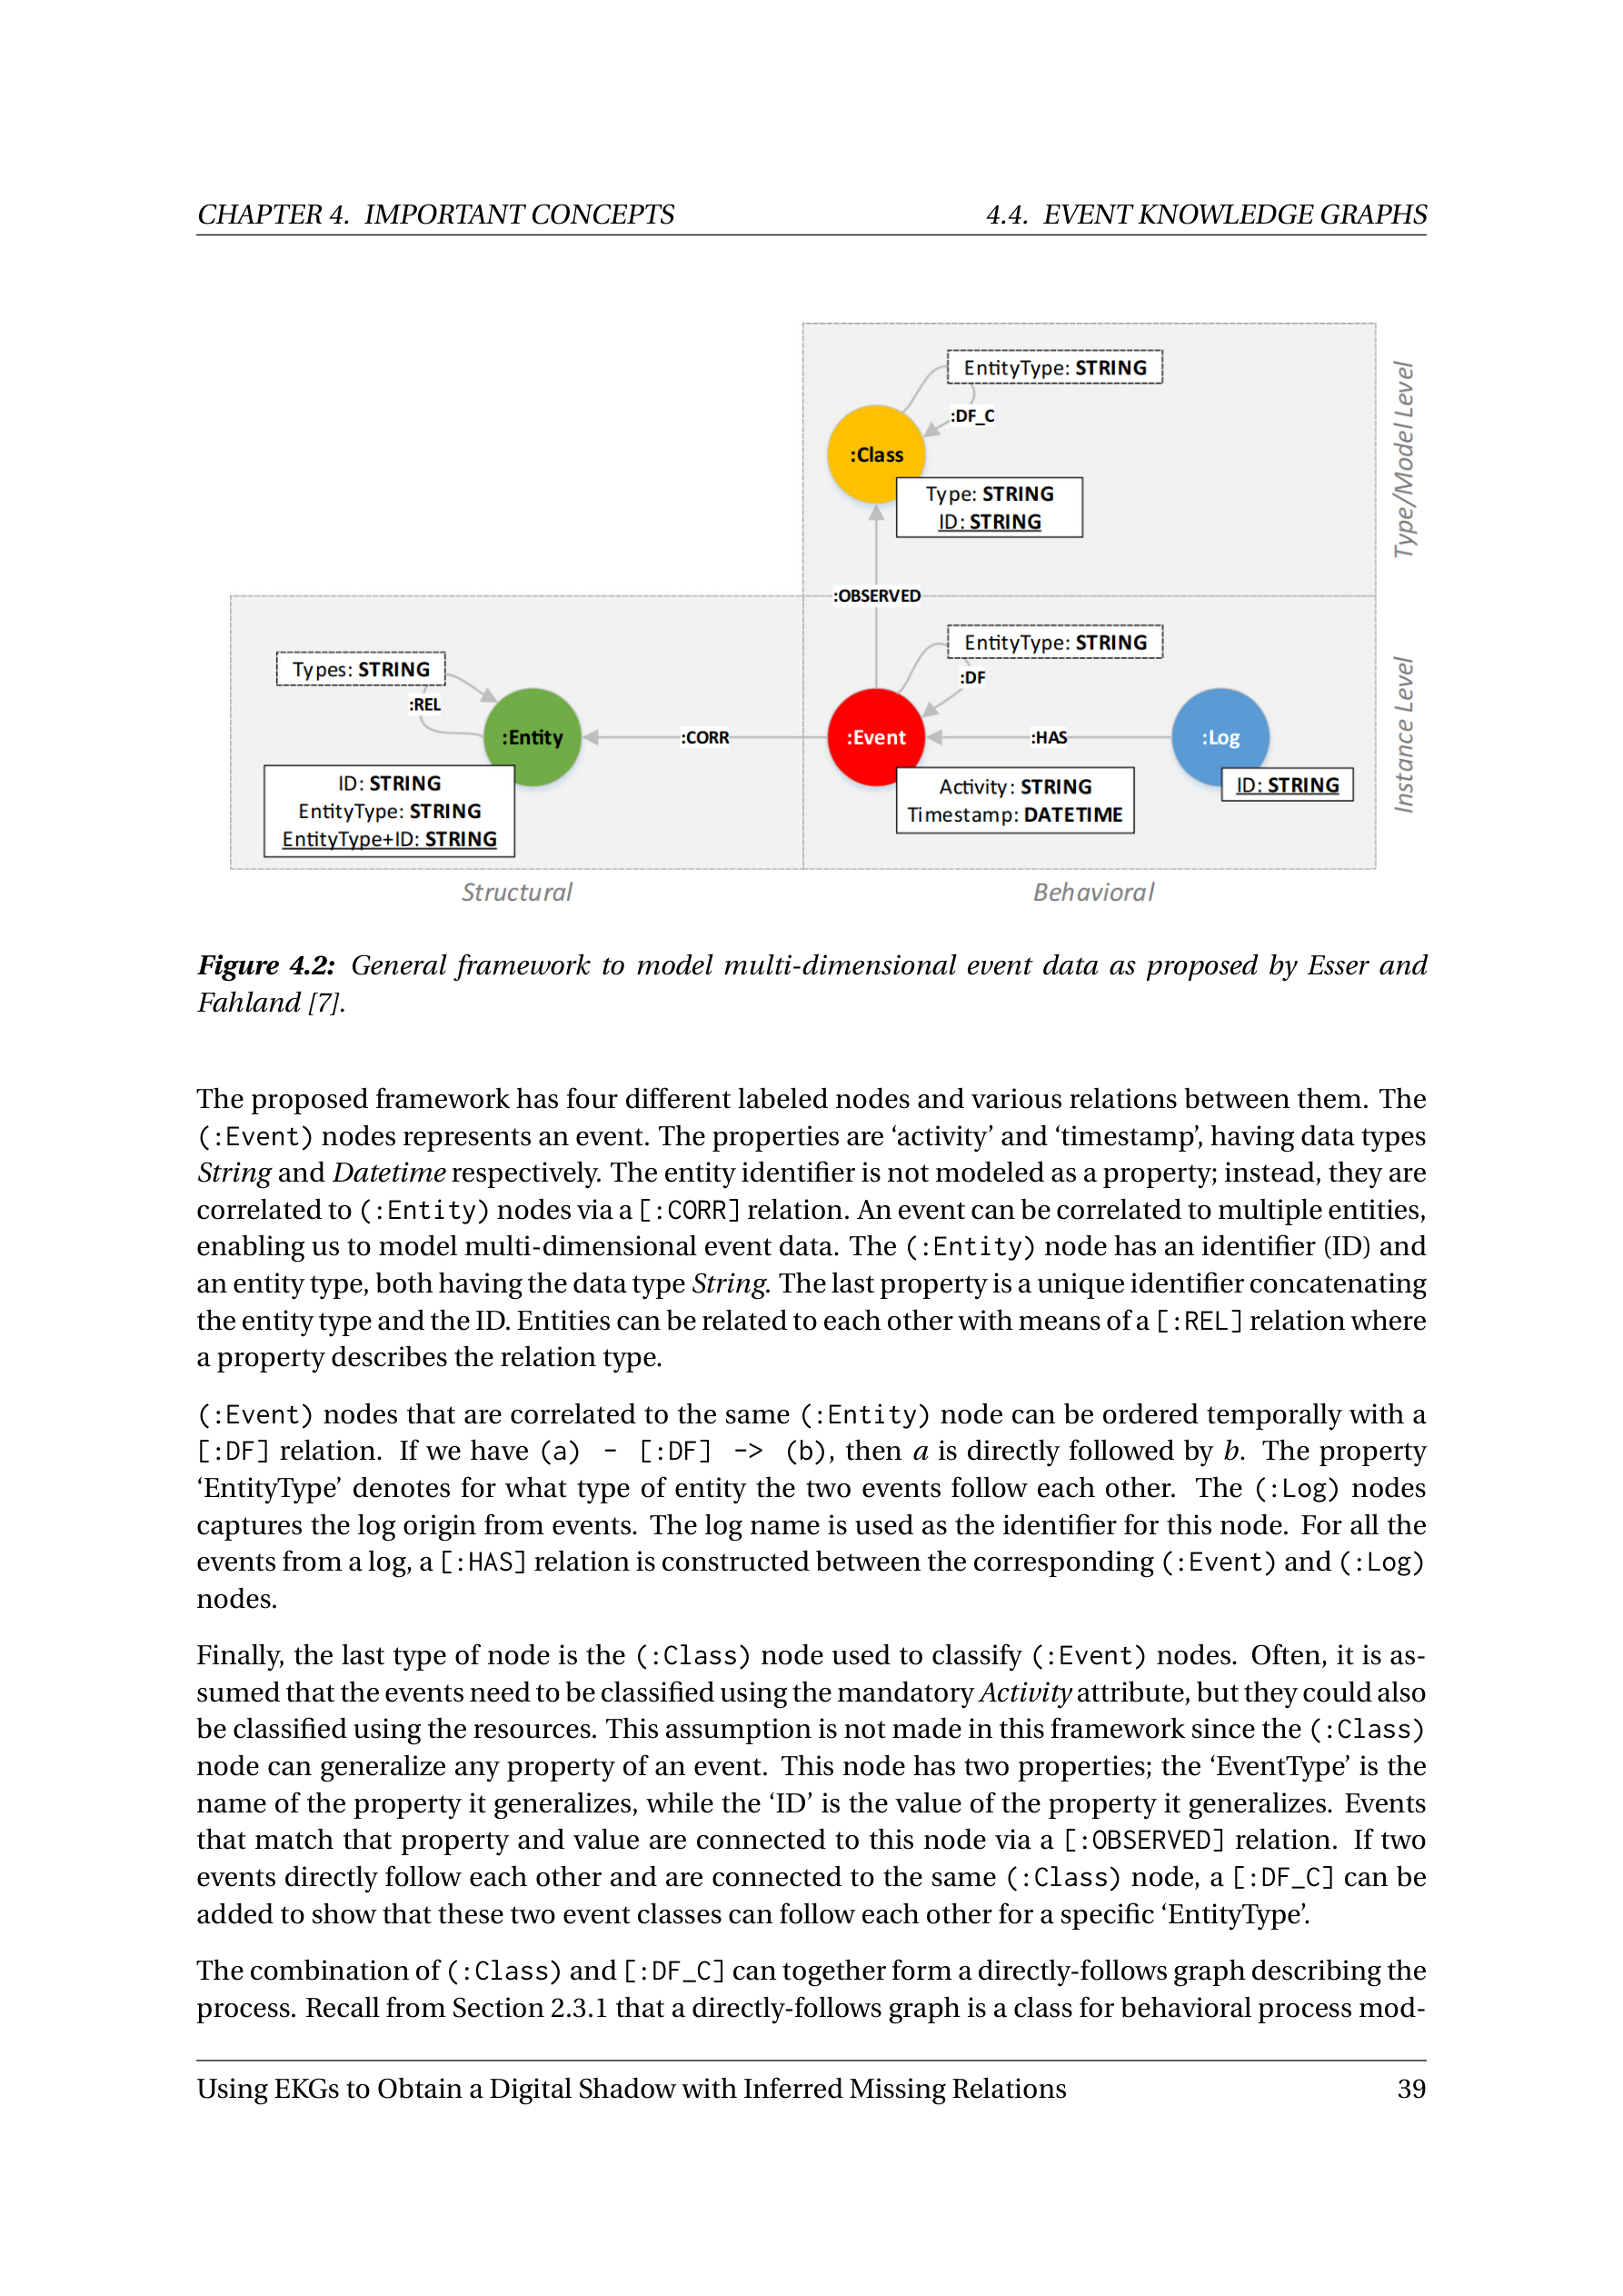 CHAPTER 4. IMPORTANT CONCEPTS 4.4. EVENT KNOWLEDGE GRAPHS
EntityType: STRING
:DF_C
:Class
Type: STRING
ID: STRING
Type/Model Level
:OBSERVED
EntityType: STRING
:DF
Types: STRING
:REL
:Entity
:CORR
:Event
:HAS
:Log
ID: STRING
EntityType: STRING
EntityType+ID: STRING
Activity: STRING
Timestamp: DATETIME
ID: STRING
Instance Level
Structural
Behavioral
Figure 4.2: General framework to model multi-dimensional event data as proposed by Esser and
Fahland [7].
The proposed framework has four different labeled nodes and various relations between them. The
(:Event) nodes represents an event. The properties are ‘activity’ and ‘timestamp’, having data types
String and Datetime respectively. The entity identifier is not modeled as a property; instead, they are
correlated to (:Entity) nodes via a [:CORR] relation. An event can be correlated to multiple entities,
enabling us to model multi-dimensional event data. The (:Entity) node has an identifier (ID) and
an entity type, both having the data type String. The last property is a unique identifier concatenating
the entity type and the ID. Entities can be related to each other with means of a [:REL] relation where
a property describes the relation type.
(:Event) nodes that are correlated to the same (:Entity) node can be ordered temporally with a
[:DF] relation. If we have (a) - [:DF] -> (b), then a is directly followed by b. The property
‘EntityType’ denotes for what type of entity the two events follow each other. The (:Log) nodes
captures the log origin from events. The log name is used as the identifier for this node. For all the
events from a log, a [:HAS] relation is constructed between the corresponding (:Event) and (:Log)
nodes.
Finally, the last type of node is the (:Class) node used to classify (:Event) nodes. Often, it is as-
sumed that the events need to be classified using the mandatory Activity attribute, but they could also
be classified using the resources. This assumption is not made in this framework since the (:Class)
node can generalize any property of an event. This node has two properties; the ‘EventType’ is the
name of the property it generalizes, while the ‘ID’ is the value of the property it generalizes. Events
that match that property and value are connected to this node via a [:OBSERVED] relation. If two
events directly follow each other and are connected to the same (:Class) node, a [:DF_C] can be
added to show that these two event classes can follow each other for a specific ‘EntityType’.
The combination of (:Class) and [:DF_C] can together form a directly-follows graph describing the
process. Recall from Section 2.3.1 that a directly-follows graph is a class for behavioral process mod-
Using EKGs to Obtain a Digital Shadow with Inferred Missing Relations 39